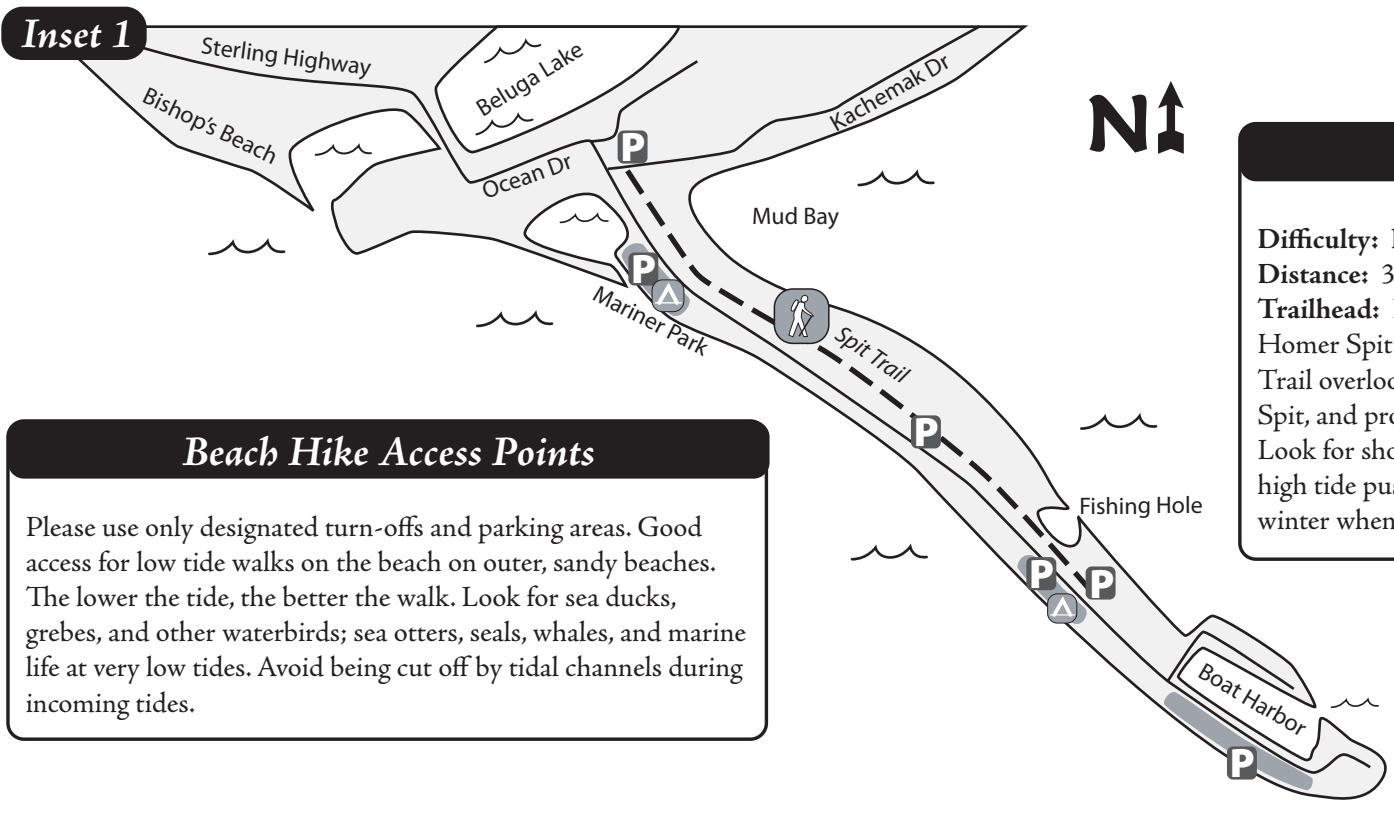 Inset 1
Sterling Highway
Bishop's Beach
Beluga Lake
Kachemak Dr
N
P
Ocean Dr
Mud Bay
P
Mariner Park
Spit Trail
P
Fishing Hole
P
P
Boat Harbor
P
Beach Hike Access Points
Please use only designated turn-offs and parking areas. Good
access for low tide walks on the beach on outer, sandy beaches.
The lower the tide, the better the walk. Look for sea ducks,
grebes, and other waterbirds; sea otters, seals, whales, and marine
life at very low tides. Avoid being cut off by tidal channels during
incoming tides.
Difficulty:
Distance: 3
Trailhead:
Homer Spit
Trail
Spit, and
Look for
high tide
winter when